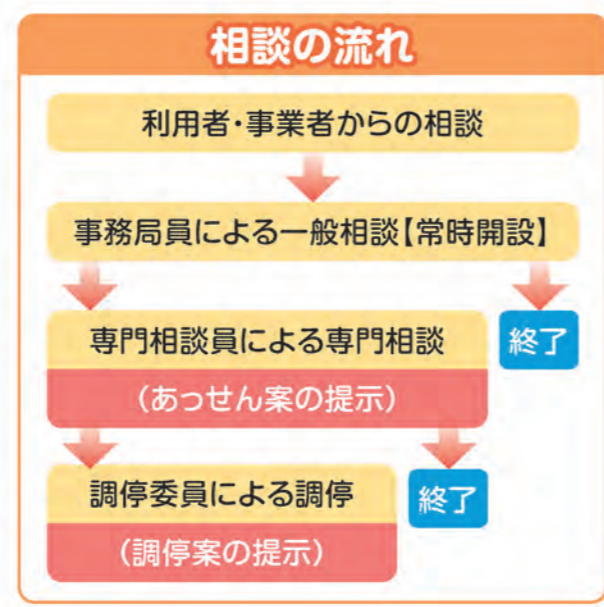 相談の流れ
利用者・事業者からの相談
事務局員による一般相談【常時開設】
専門相談員による専門相談
(あっせん案の提示)
終了
調停委員による調停
(調停案の提示)
終了